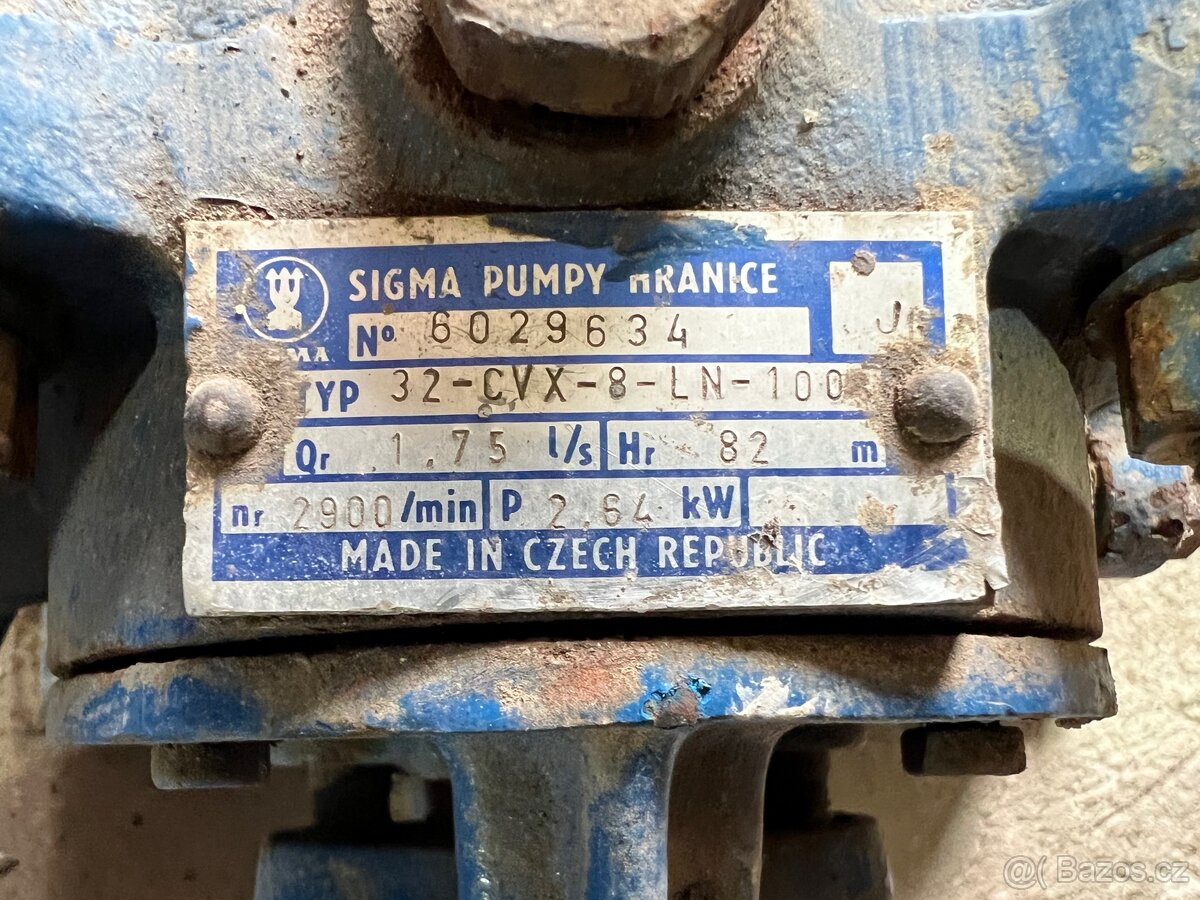 SIGMA PUMPY HRANICE
Nº 6029634
TYP 32-CVX-8-LN-100
Qr 1,75 l/s Hr 82 m
nr 2900/min P 2,64 kW
MADE IN CZECH REPUBLIC
Bazos.cz